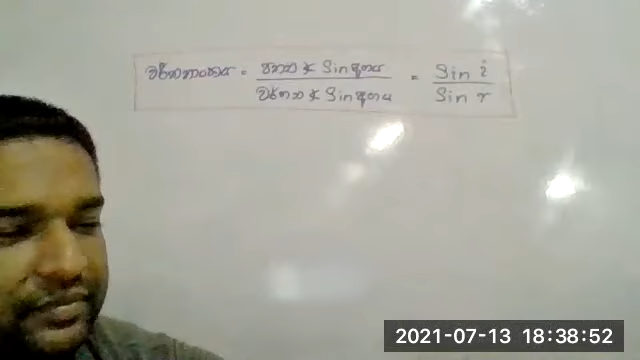 වර්තනාංකය = පතන ∡ Sin අගය / වර්තන ∡ Sin අගය = Sin i / Sin r
2021-07-13 18:38:52